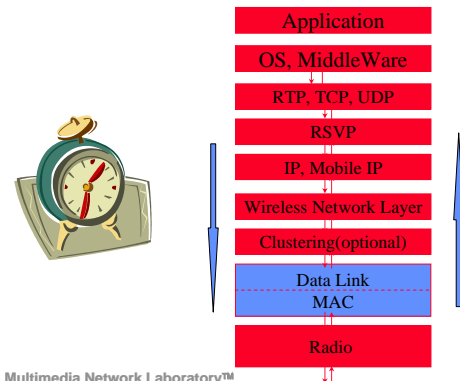 Application
OS, MiddleWare
RTP, TCP, UDP
RSVP
IP, Mobile IP
Wireless Network Layer
Clustering(optional)
Data Link
MAC
Radio
Multimedia Network Laboratory™